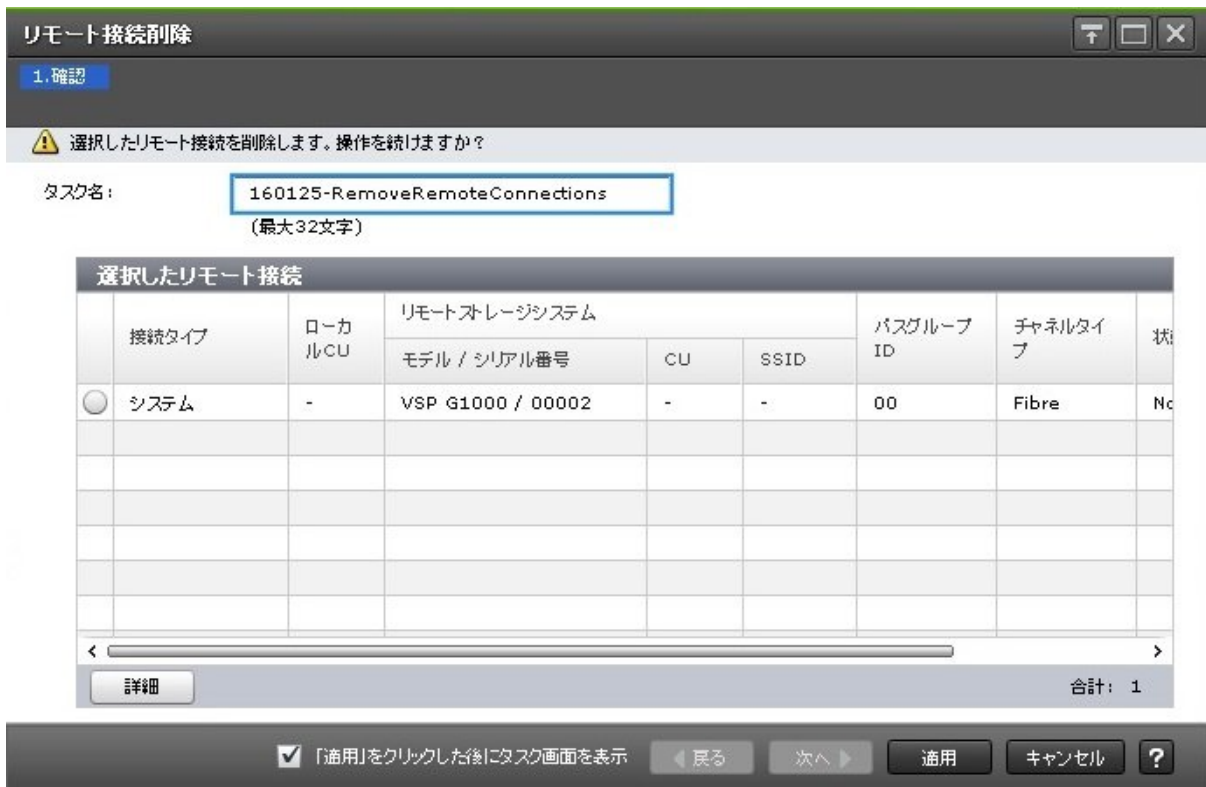 リモート接続削除
1.確認
選択したリモート接続を削除します。操作を続けますか?
タスク名:
160125-RemoveRemoteConnections
(最大32文字)
選択したリモート接続
接続タイプ
ローカ
ルCU
リモートストレージシステム
モデル / シリアル番号
CU
SSID
パスグループ
ID
チャネルタイ
プ
システム
-
VSP G1000 / 00002
-
-
00
Fibre
No
詳細
合計: 1
「適用」をクリックした後にタスク画面を表示
戻る
次へ
適用
キャンセル
?